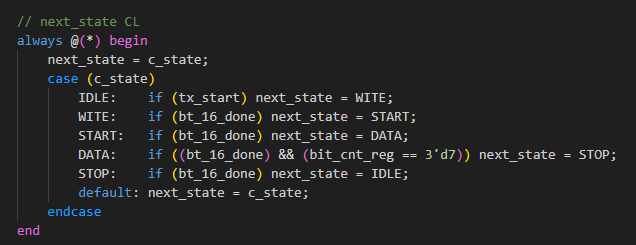 // next_state CL
always @(*) begin
    next_state = c_state;
    case (c_state)
        IDLE:    if (tx_start) next_state = WITE;
        WITE:    if (bt_16_done) next_state = START;
        START:   if (bt_16_done) next_state = DATA;
        DATA:    if ((bt_16_done) && (bit_cnt_reg == 3'd7)) next_state = STOP;
        STOP:    if (bt_16_done) next_state = IDLE;
        default: next_state = c_state;
    endcase
end